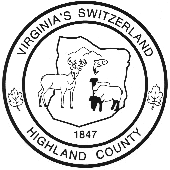 VIRGINIA'S SWITZERLAND
1847
HIGHLAND COUNTY